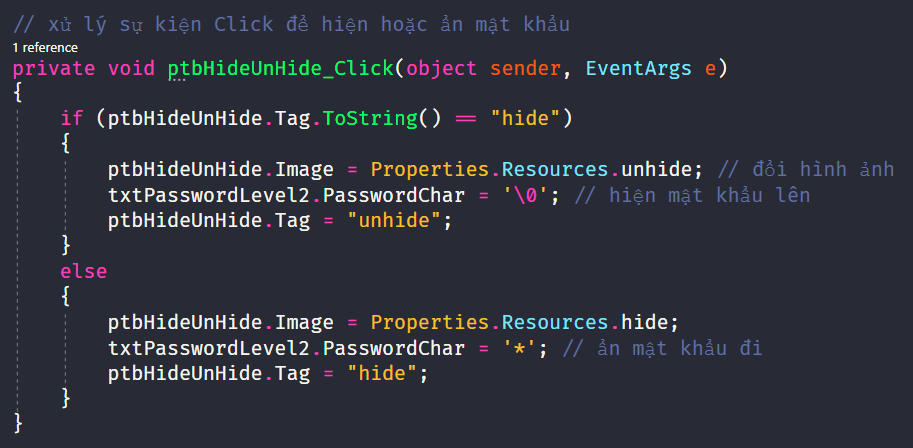 // xử lý sự kiện Click để hiện hoặc ẩn mật khẩu
1 reference
private void ptbHideUnHide_Click(object sender, EventArgs e)
{
if (ptbHideUnHide.Tag.ToString() == "hide")
{
ptbHideUnHide.Image = Properties.Resources.unhide; // đổi hình ảnh
txtPasswordLevel2.PasswordChar = '\0'; // hiện mật khẩu lên
ptbHideUnHide.Tag = "unhide";
}
else
{
ptbHideUnHide.Image = Properties.Resources.hide;
txtPasswordLevel2.PasswordChar = '*'; // ẩn mật khẩu đi
ptbHideUnHide.Tag = "hide";
}
}